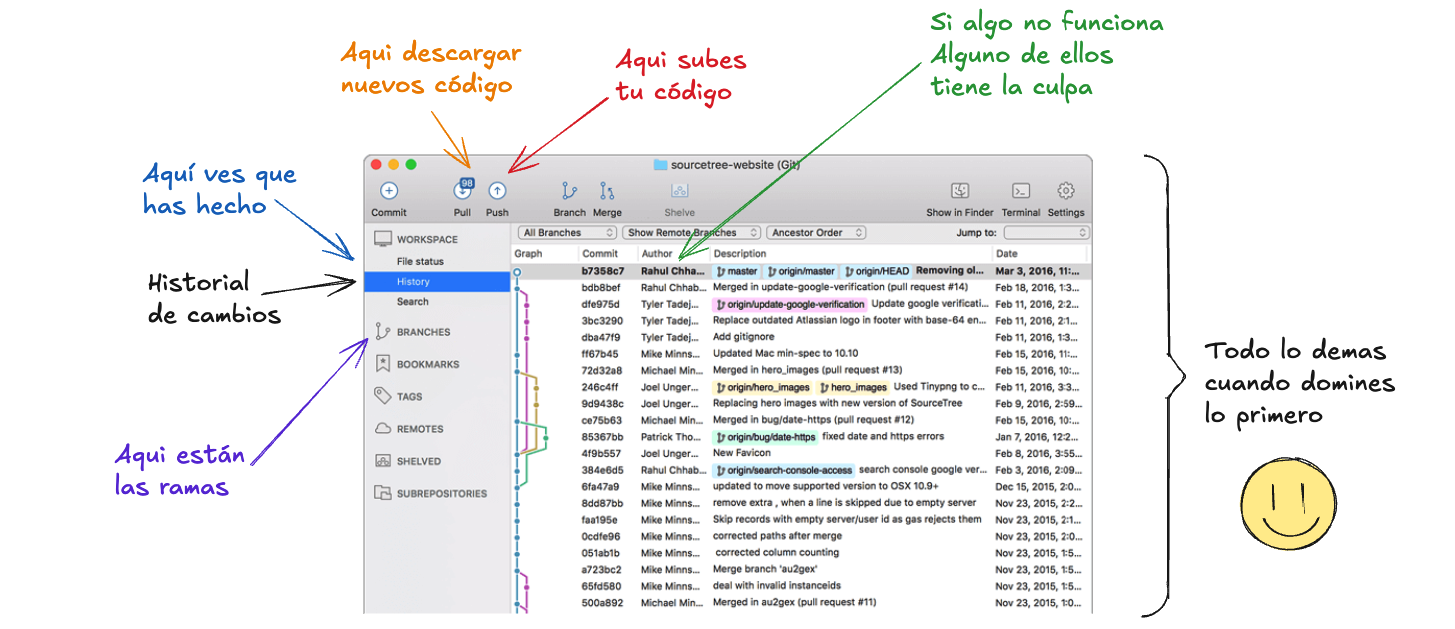 Si algo no funciona
Alguno de ellos
tiene la culpa
Aqui descargar
nuevos código
Aqui subes
tu código
Aquí ves que
has hecho
Historial
de cambios
Aqui están
las ramas
Todo lo demas
cuando domines
lo primero
sourcetree-website (Git)
98
Commit Pull Push Branch Merge Shelve Show in Finder Terminal Settings
All Branches Show Remote Branches Ancestor Order Jump to:
WORKSPACE
File status
History
Search
BRANCHES
BOOKMARKS
TAGS
REMOTES
SHELVED
SUBREPOSITORIES
Graph Commit Author Description Date
b7358c7 Rahul Chhab... master origin/master origin/HEAD Removing ol... Mar 3, 2016, 11:...
bdb8bef Rahul Chhab... Merged in update-google-verification (pull request #14) Feb 18, 2016, 1:3...
dfe975d Tyler Tadej... origin/update-google-verification Update google verificati... Feb 11, 2016, 2:2...
3bc3290 Tyler Tadej... Replace outdated Atlassian logo in footer with base-64 en... Feb 11, 2016, 2:1...
dba47f9 Tyler Tadej... Add gitignore Feb 11, 2016, 1:3...
ff67b45 Mike Minns... Updated Mac min-spec to 10.10 Feb 15, 2016, 11:...
72d32a8 Michael Min... Merged in hero_images (pull request #13) Feb 15, 2016, 10:...
246c4ff Joel Unger... origin/hero_images hero_images Used Tinypng to c... Feb 11, 2016, 3:3...
9d9438c Joel Unger... Replacing hero images with new version of SourceTree Feb 9, 2016, 2:59...
ce75b63 Michael Min... Merged in bug/date-https (pull request #12) Feb 15, 2016, 10:...
85367bb Patrick Tho... origin/bug/date-https fixed date and https errors Jan 7, 2016, 12:2...
4f9b557 Joel Unger... New Favicon Feb 8, 2016, 3:55...
384e6d5 Rahul Chhab... origin/search-console-access search console google ver... Feb 3, 2016, 2:09...
6fa47a9 Mike Minns... updated to move supported version to OSX 10.9+ Dec 15, 2015, 2:0...
8dd87bb Mike Minns... remove extra , when a line is skipped due to empty server Nov 23, 2015, 2:2...
faa195e Mike Minns... Skip records with empty server/user id as gas rejects them Nov 23, 2015, 2:1...
0cdfe96 Mike Minns... corrected paths after merge Nov 23, 2015, 2:0...
051ab1b Mike Minns... corrected column counting Nov 23, 2015, 1:5...
a723bc2 Mike Minns... Merge branch 'au2gex' Nov 23, 2015, 1:5...
65fd580 Mike Minns... deal with invalid instanceids Nov 23, 2015, 1:5...
500a892 Michael Min... Merged in au2gex (pull request #11) Nov 23, 2015, 1:0...